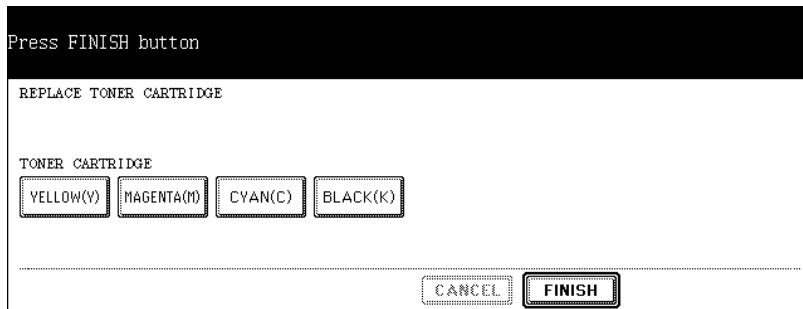 Press FINISH button
REPLACE TONER CARTRIDGE
TONER CARTRIDGE
YELLOW(Y) MAGENTA(M) CYAN(C) BLACK(K)
CANCEL FINISH